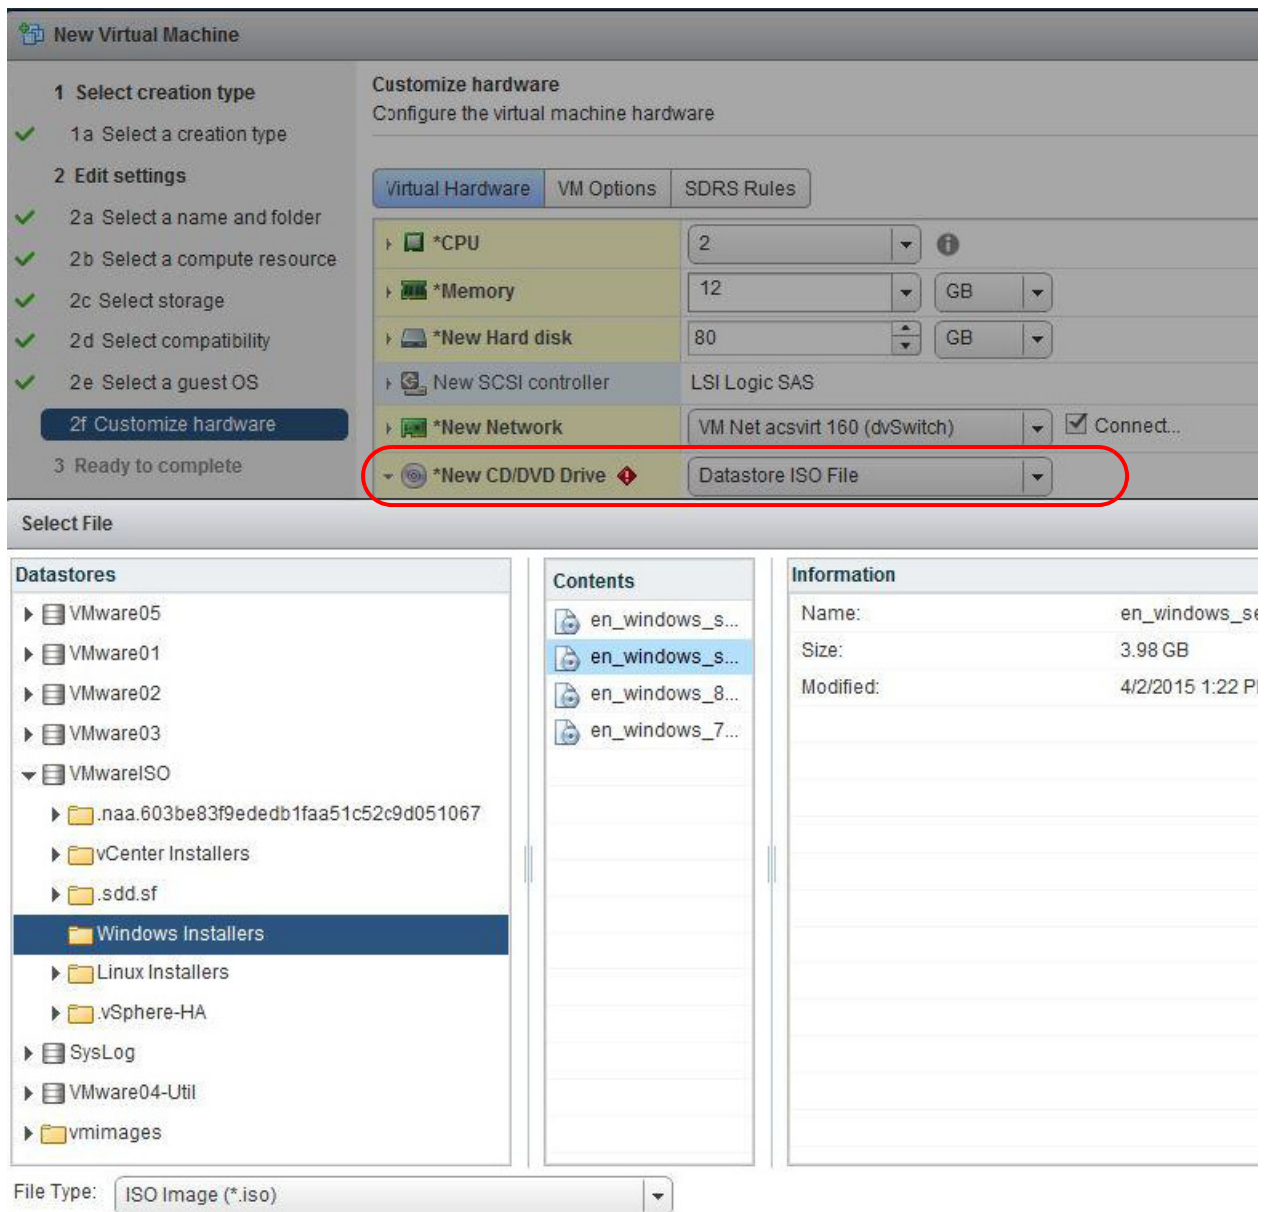 New Virtual Machine
1 Select creation type
1a Select a creation type
2 Edit settings
2a Select a name and folder
2b Select a compute resource
2c Select storage
2d Select compatibility
2e Select a guest OS
2f Customize hardware
3 Ready to complete
Customize hardware
Configure the virtual machine hardware
Virtual Hardware VM Options SDRS Rules
*CPU 2
*Memory 12 GB
*New Hard disk 80 GB
New SCSI controller LSI Logic SAS
*New Network VM Net acsvirt 160 (dvSwitch) Connect...
*New CD/DVD Drive Datastore ISO File
Select File
Datastores
VMware05
VMware01
VMware02
VMware03
VMwareISO
.naa.603be83f9ededb1faa51c52c9d051067
vCenter Installers
.sdd.sf
Windows Installers
Linux Installers
.vSphere-HA
SysLog
VMware04-Util
vmimages
Contents
en_windows_s...
en_windows_s...
en_windows_8...
en_windows_7...
Information
Name: en_windows_se
Size: 3.98 GB
Modified: 4/2/2015 1:22 P
File Type: ISO Image (*.iso)